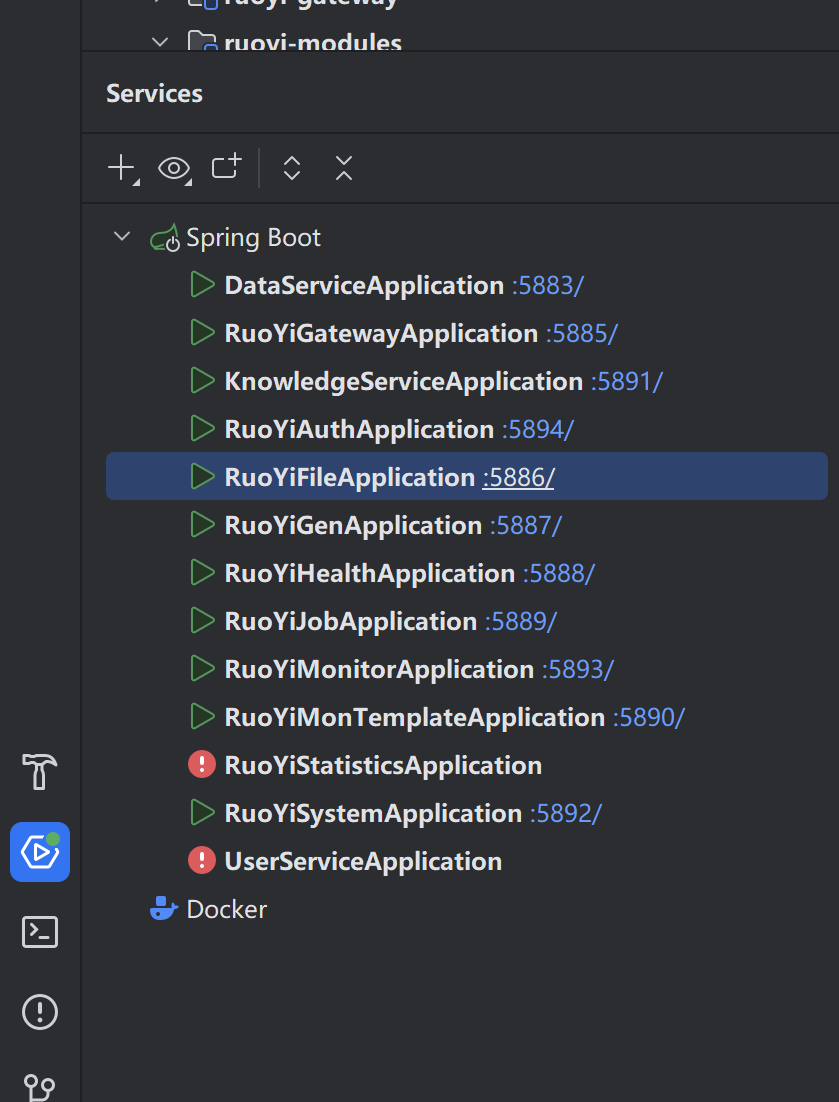 ruoyi-gateway
ruoyi-modules
Services
Spring Boot
DataServiceApplication :5883/
RuoYiGatewayApplication :5885/
KnowledgeServiceApplication :5891/
RuoYiAuthApplication :5894/
RuoYiFileApplication :5886/
RuoYiGenApplication :5887/
RuoYiHealthApplication :5888/
RuoYiJobApplication :5889/
RuoYiMonitorApplication :5893/
RuoYiMonTemplateApplication :5890/
RuoYiStatisticsApplication
RuoYiSystemApplication :5892/
UserServiceApplication
Docker